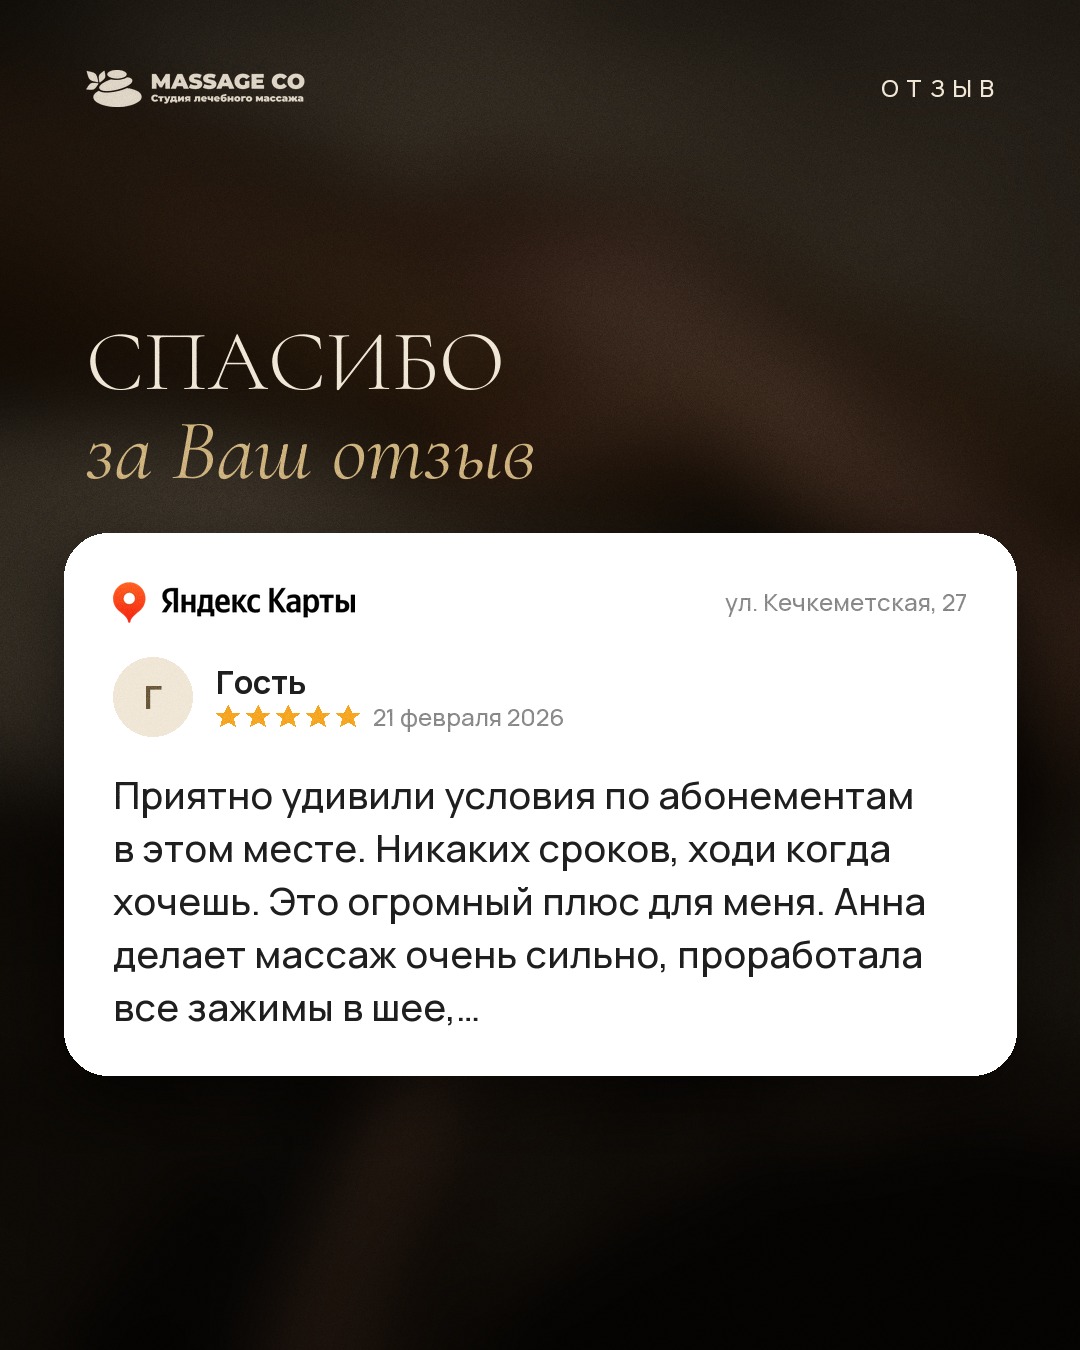 MASSAGE CO
Студия лечебного массажа
ОТЗЫВ
СПАСИБО
за Ваш отзыв
Яндекс Карты
ул. Кечкеметская, 27
Г
Гость
21 февраля 2026
Приятно удивили условия по абонементам
в этом месте. Никаких сроков, ходи когда
хочешь. Это огромный плюс для меня. Анна
делает массаж очень сильно, проработала
все зажимы в шее,...